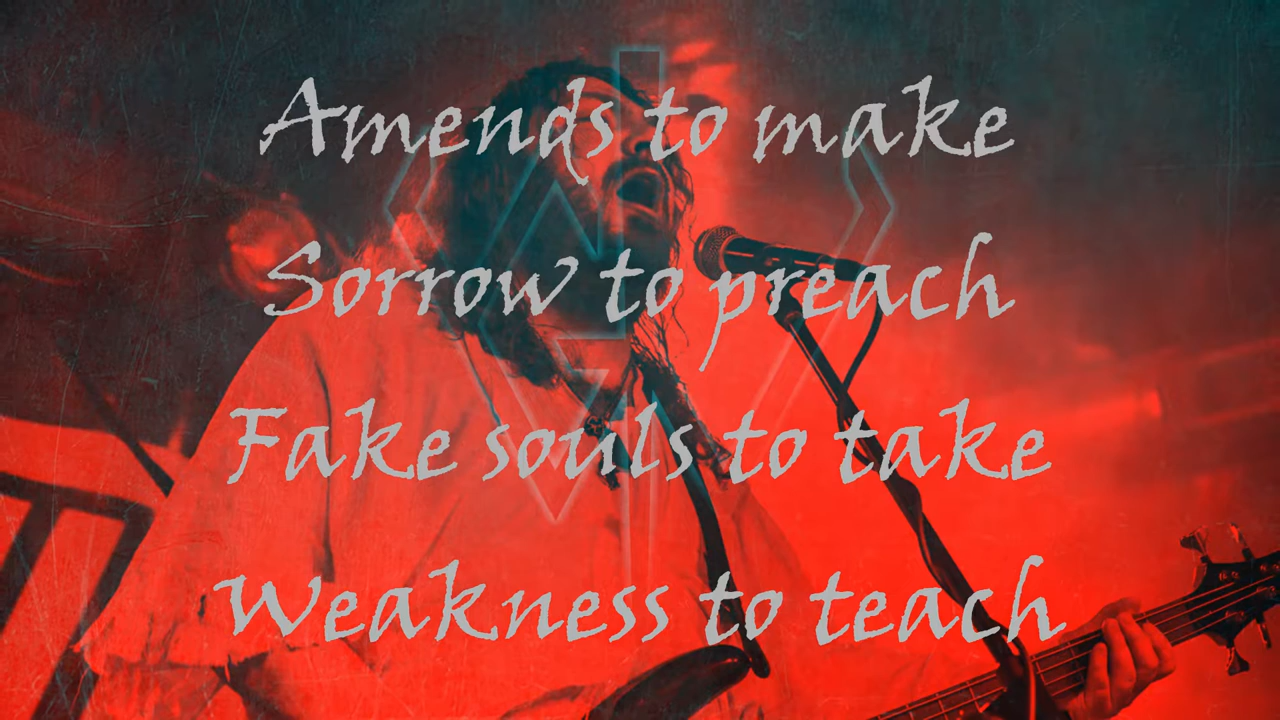 Amends to make
Sorrow to preach
Fake souls to take
Weakness to teach